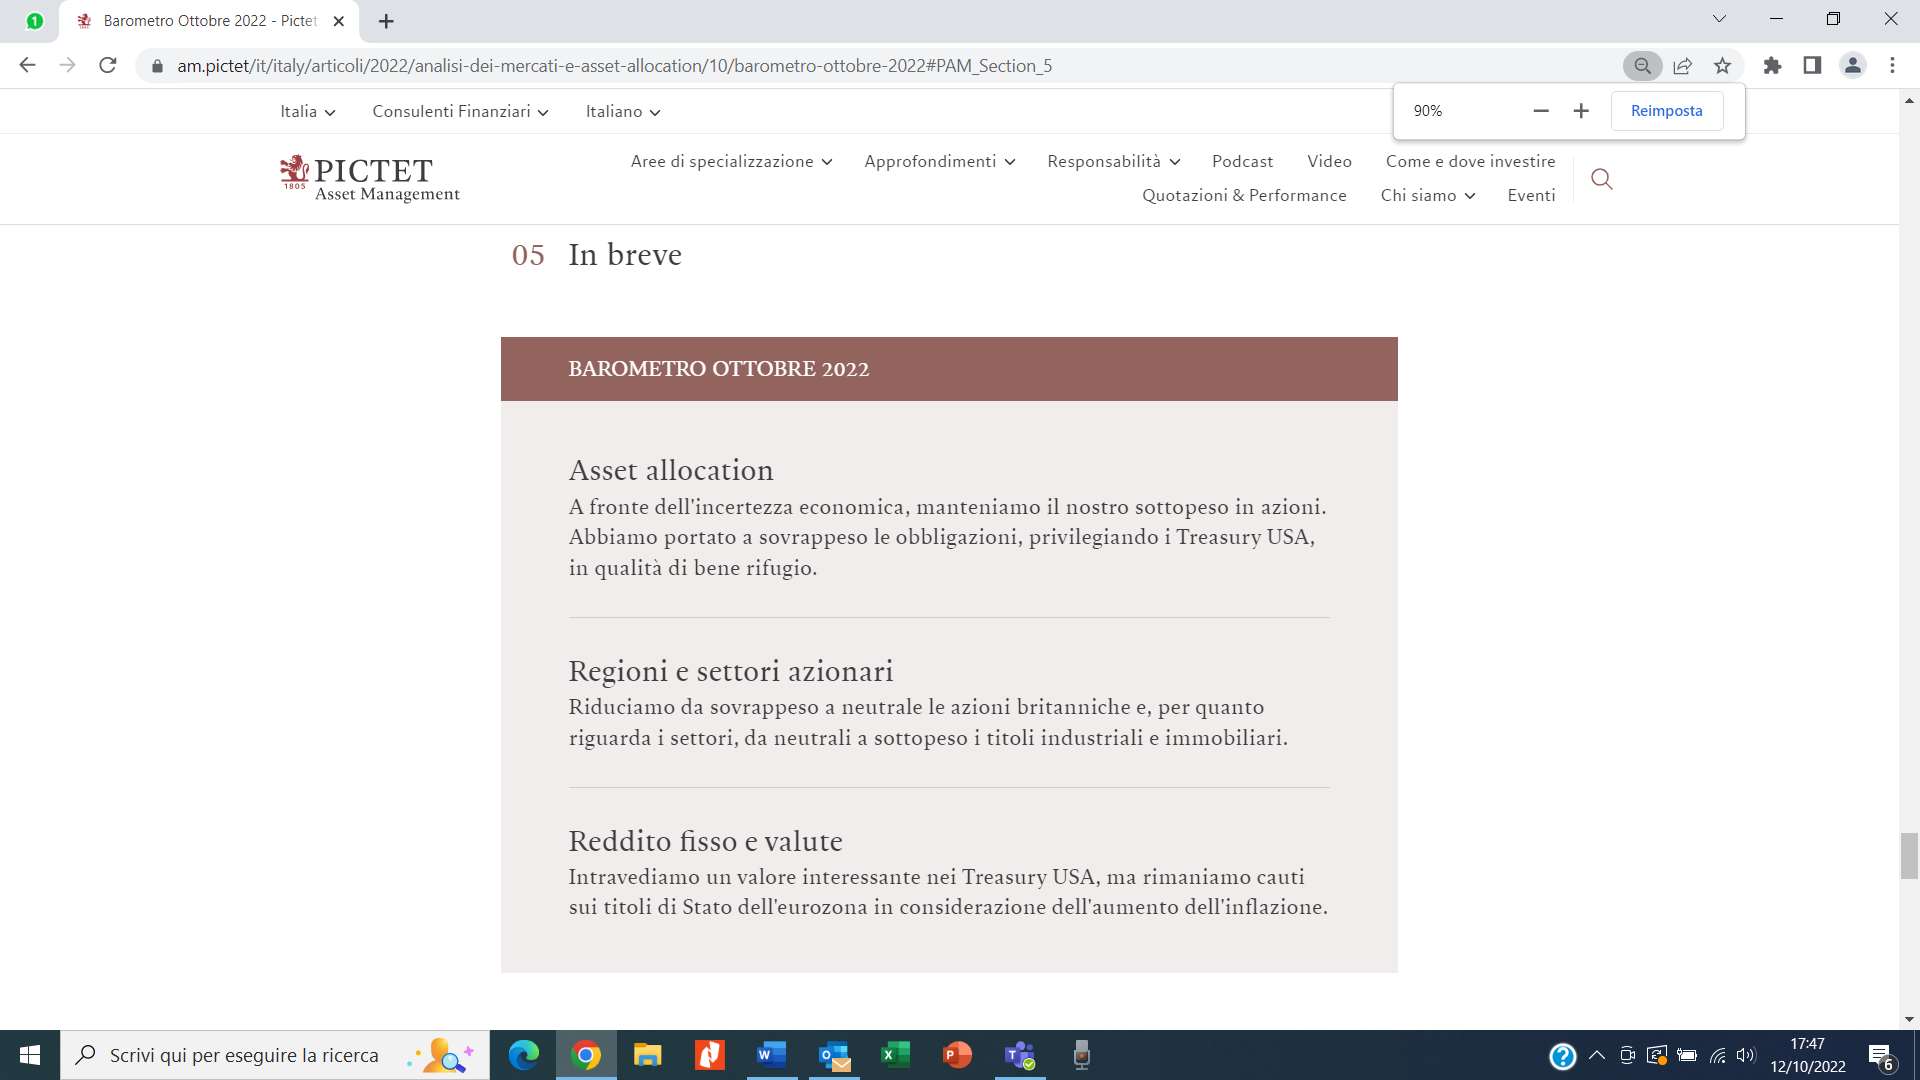 1
Barometro Ottobre 2022 - Pictet
am.pictet/it/italy/articoli/2022/analisi-dei-mercati-e-asset-allocation/10/barometro-ottobre-2022#PAM_Section_5
90%
Reimposta
Italia
Consulenti Finanziari
Italiano
PICTET
1805
Asset Management
Aree di specializzazione
Approfondimenti
Responsabilità
Podcast
Video
Come e dove investire
Quotazioni & Performance
Chi siamo
Eventi
05 In breve
BAROMETRO OTTOBRE 2022
Asset allocation
A fronte dell'incertezza economica, manteniamo il nostro sottopeso in azioni.
Abbiamo portato a sovrappeso le obbligazioni, privilegiando i Treasury USA,
in qualità di bene rifugio.
Regioni e settori azionari
Riduciamo da sovrappeso a neutrale le azioni britanniche e, per quanto
riguarda i settori, da neutrali a sottopeso i titoli industriali e immobiliari.
Reddito fisso e valute
Intravediamo un valore interessante nei Treasury USA, ma rimaniamo cauti
sui titoli di Stato dell'eurozona in considerazione dell'aumento dell'inflazione.
Scrivi qui per eseguire la ricerca
17:47
12/10/2022
6